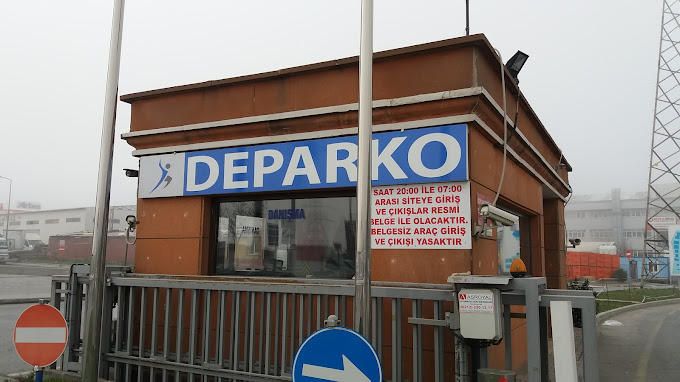 DEPARKO
SAAT 20:00 İLE 07:00
ARASI SİTEYE GİRİŞ
VE ÇIKIŞLAR RESMİ
BELGE İLE OLACAKTIR.
BELGESİZ ARAÇ GİRİŞ
VE ÇIKIŞI YASAKTIR
DANIŞMA
ASROYAL